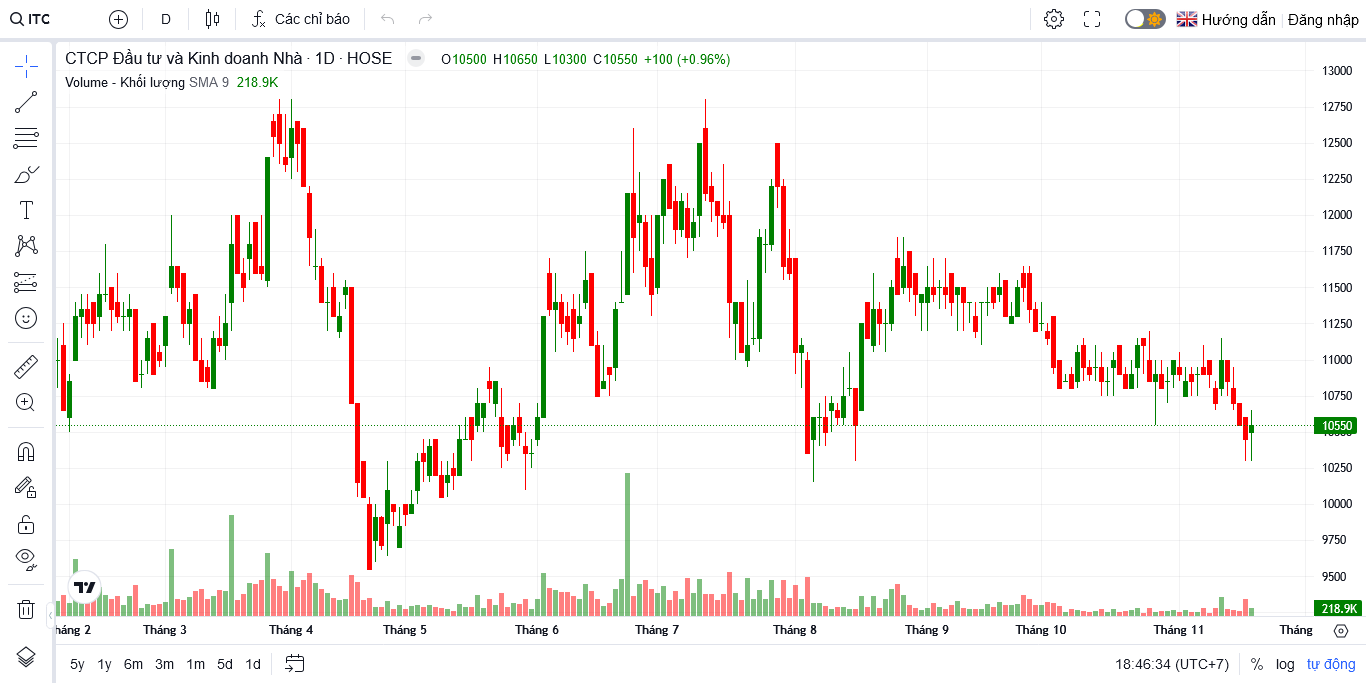 ITC D Các chỉ báo Hướng dẫn Đăng nhập
CTCP Đầu tư và Kinh doanh Nhà · 1D · HOSE O10500 H10650 L10300 C10550 +100 (+0.96%)
Volume - Khối lượng SMA 9 218.9K
13000
12750
12500
12250
12000
11750
11500
11250
11000
10750
10550
10500
10250
10000
9750
9500
218.9K
háng 2 Tháng 3 Tháng 4 Tháng 5 Tháng 6 Tháng 7 Tháng 8 Tháng 9 Tháng 10 Tháng 11 Tháng
5y 1y 6m 3m 1m 5d 1d 18:46:34 (UTC+7) % log tự động